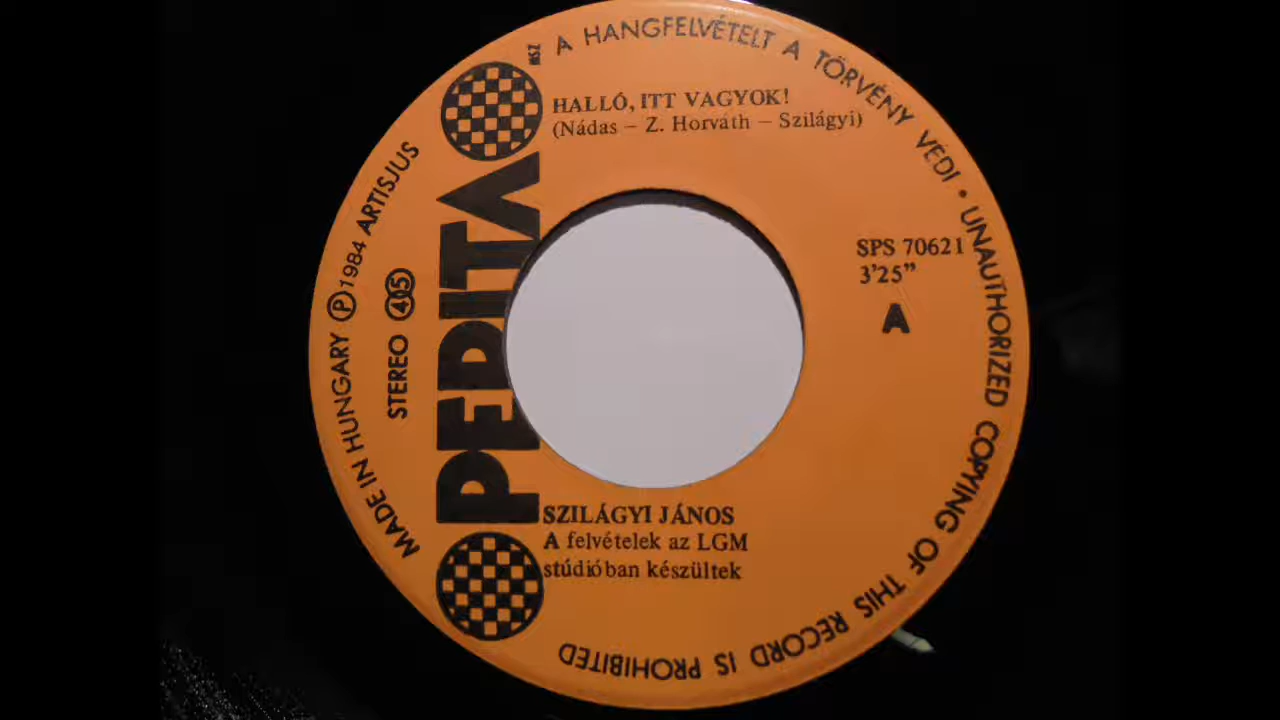 A HANGFELVÉTELT A TÖRVÉNY VÉDI • UNAUTHORIZED COPYING OF THIS RECORD IS PROHIBITED
MSZ
HALLÓ, ITT VAGYOK!
(Nádas – Z. Horváth – Szilágyi)
MADE IN HUNGARY Ⓟ 1984 ARTISJUS
STEREO 45
PEPITA
SPS 70621
3'25"
A
SZILÁGYI JÁNOS
A felvételek az LGM
stúdióban készültek